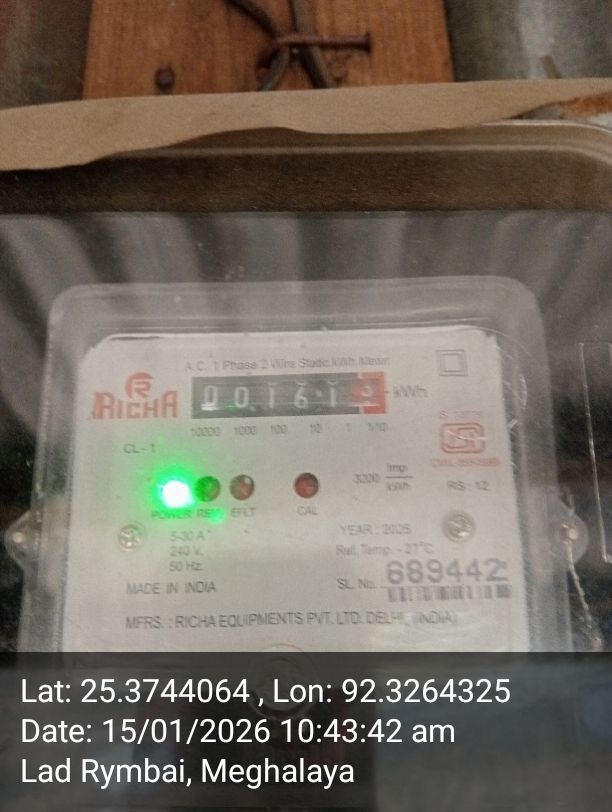 A.C. 1 Phase 2 Wire Static kWh Meter
R
RICHA
0 0 1 6 1 kWh
10000 1000 100 10 1 1/10
CL - 1
3200 Imp/kWh
RS : 12
POWER REV EFLT CAL
5-30 A
240 V.
50 Hz.
YEAR : 2025
Ref. Temp. - 27°C
MADE IN INDIA
SL. No. 689442
MFRS. : RICHA EQUIPMENTS PVT. LTD. DELHI, (INDIA)
Lat: 25.3744064 , Lon: 92.3264325
Date: 15/01/2026 10:43:42 am
Lad Rymbai, Meghalaya